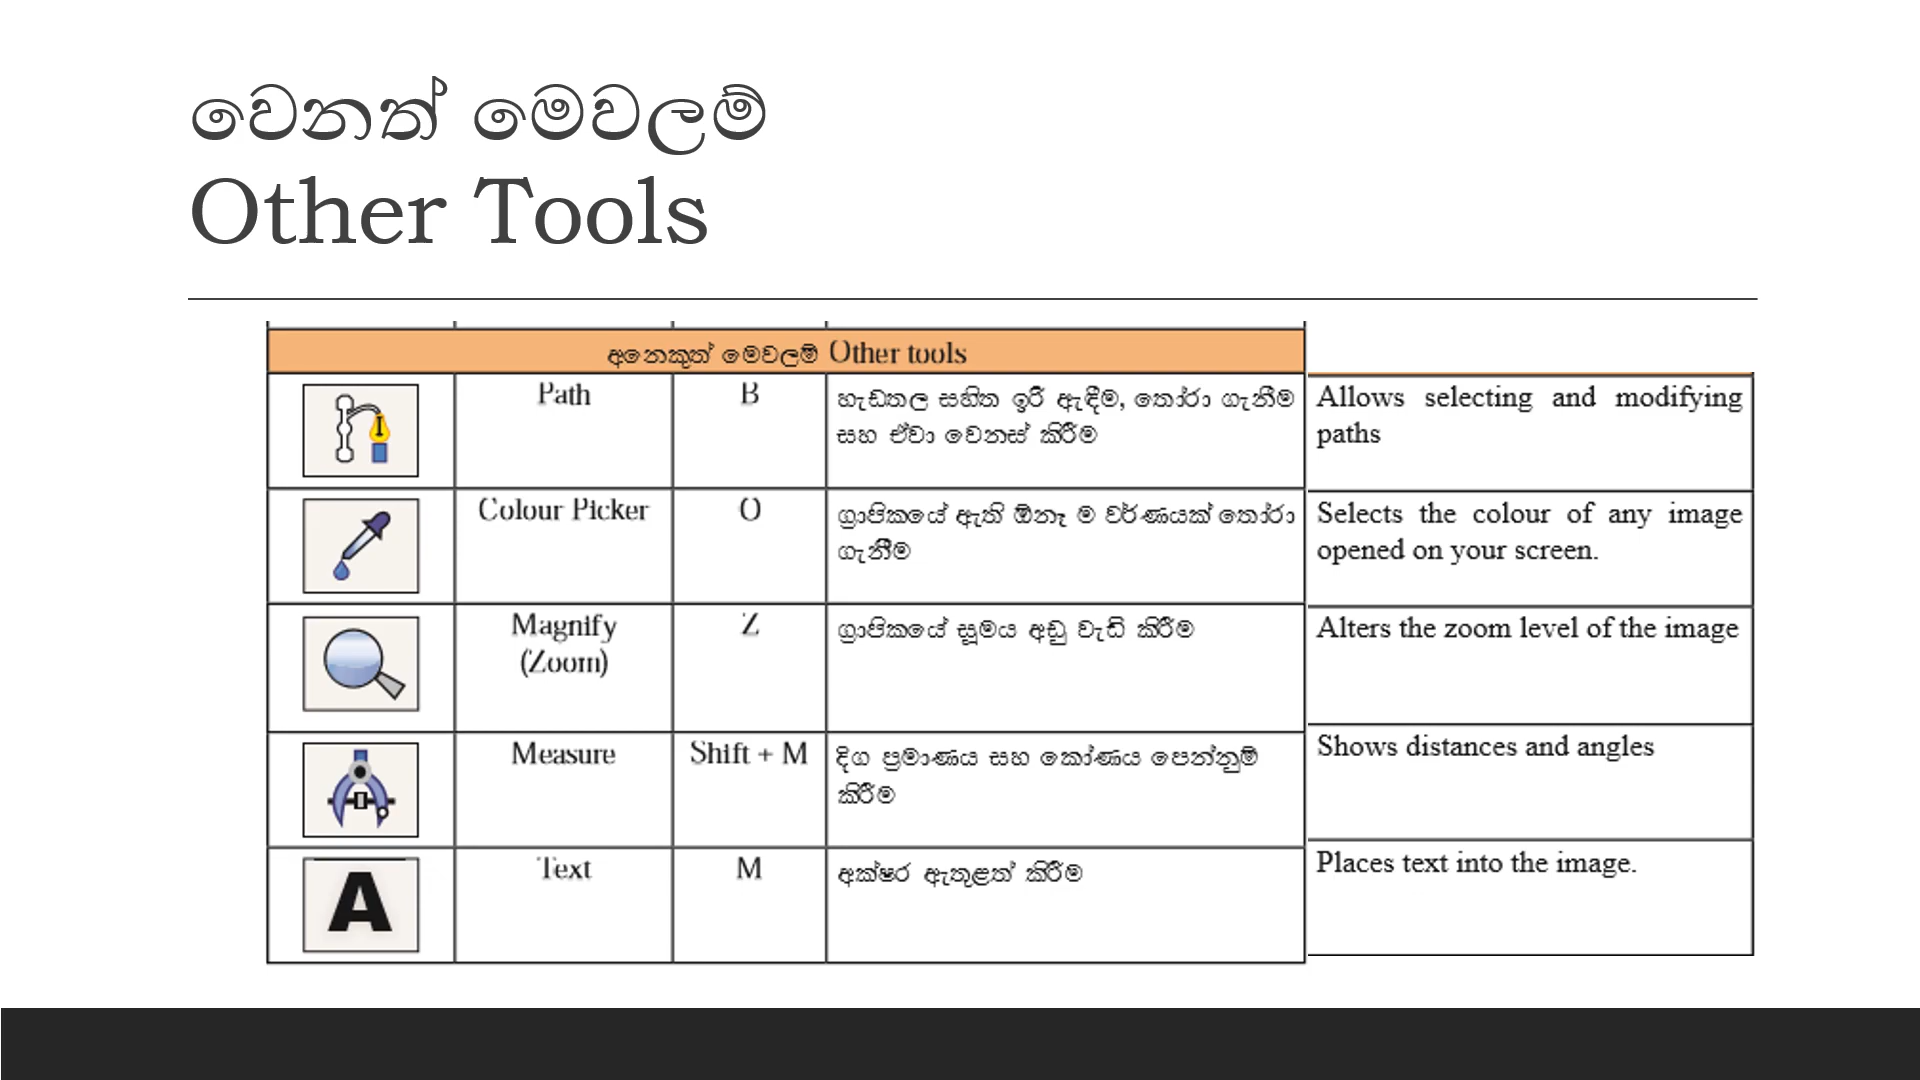 වෙනත් මෙවලම්
Other Tools
අනෙකුත් මෙවලම් Other tools
Path
B
හැඩතල සහිත ඉරි ඇඳීම, තෝරා ගැනීම
සහ ඒවා වෙනස් කිරීම
Allows selecting and modifying
paths
Colour Picker
O
ග්‍රාපිකයේ ඇති ඕනෑ ම වර්ණයක් තෝරා
ගැනීම
Selects the colour of any image
opened on your screen.
Magnify
(Zoom)
Z
ග්‍රාපිකයේ සූමය අඩු වැඩි කිරීම
Alters the zoom level of the image
Measure
Shift + M
දිග ප්‍රමාණය සහ කෝණය පෙන්නුම්
කිරීම
Shows distances and angles
A
Text
M
අක්ෂර ඇතුළත් කිරීම
Places text into the image.